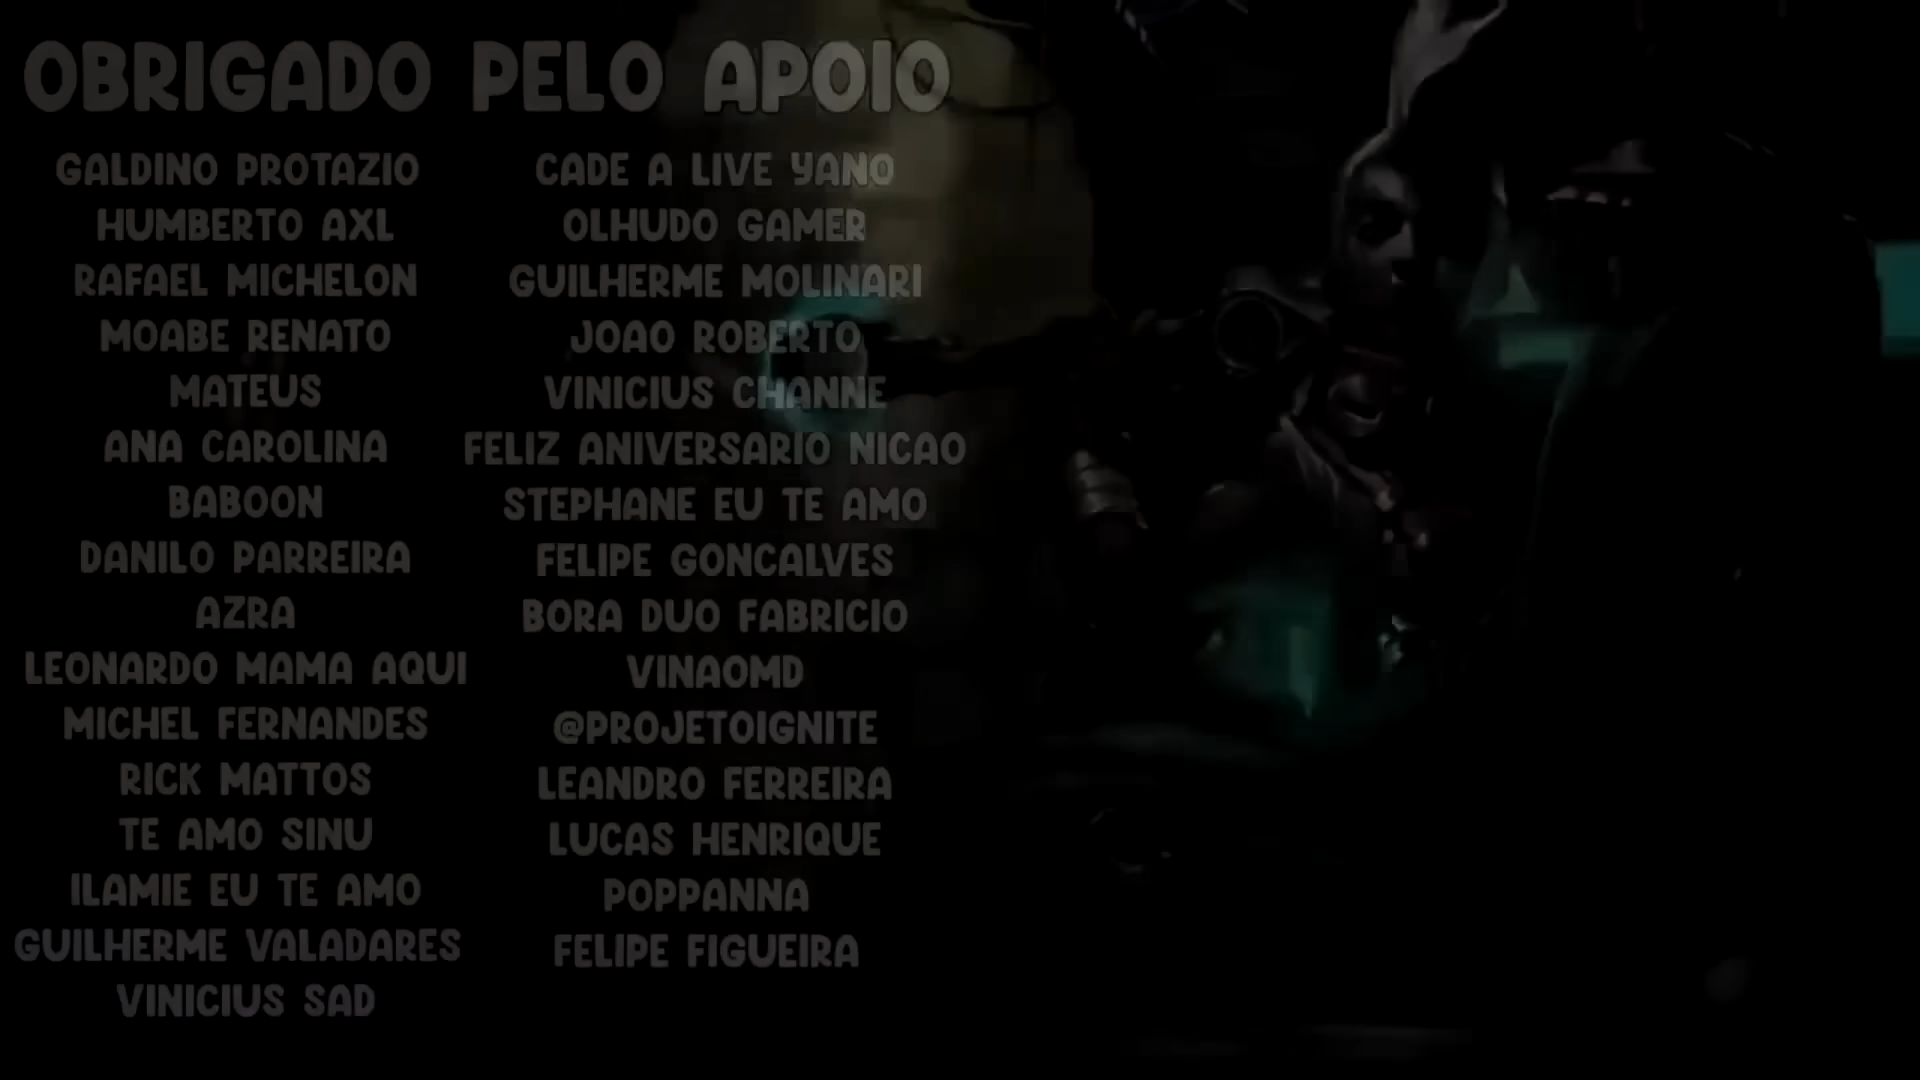 OBRIGADO PELO APOIO
GALDINO PROTAZIO
HUMBERTO AXL
RAFAEL MICHELON
MOABE RENATO
MATEUS
ANA CAROLINA
BABOON
DANILO PARREIRA
AZRA
LEONARDO MAMA AQUI
MICHEL FERNANDES
RICK MATTOS
TE AMO SINU
ILAMIE EU TE AMO
GUILHERME VALADARES
VINICIUS SAD
CADE A LIVE YANO
OLHUDO GAMER
GUILHERME MOLINARI
JOAO ROBERTO
VINICIUS CHANNE
FELIZ ANIVERSARIO NICAO
STEPHANE EU TE AMO
FELIPE GONCALVES
BORA DUO FABRICIO
VINAOMD
@PROJETOIGNITE
LEANDRO FERREIRA
LUCAS HENRIQUE
POPPANNA
FELIPE FIGUEIRA